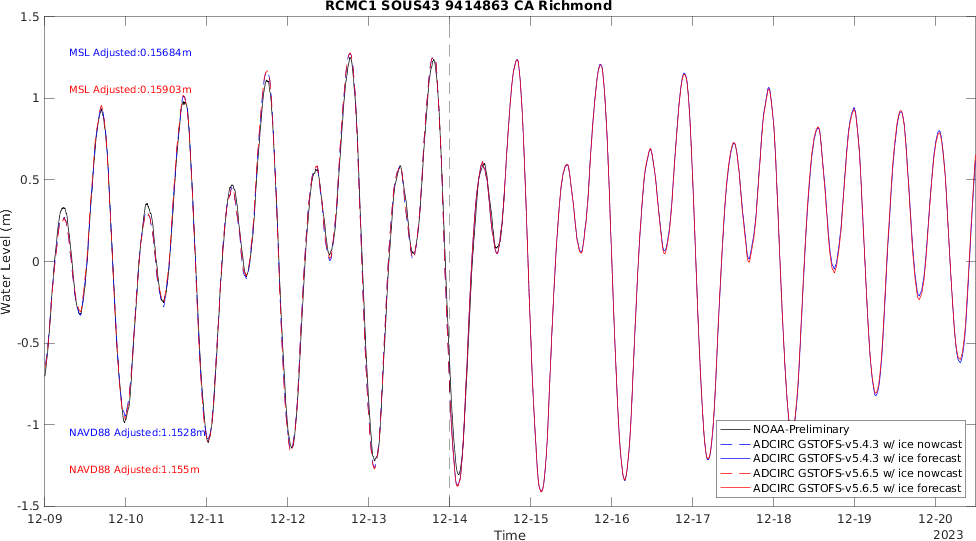 RCMC1 SOUS43 9414863 CA Richmond
1.5
MSL Adjusted:0.15684m
MSL Adjusted:0.15903m
1
0.5
0
-0.5
-1
-1.5
Water Level (m)
NAVD88 Adjusted:1.1528m
NAVD88 Adjusted:1.155m
NOAA-Preliminary
ADCIRC GSTOFS-v5.4.3 w/ ice nowcast
ADCIRC GSTOFS-v5.4.3 w/ ice forecast
ADCIRC GSTOFS-v5.6.5 w/ ice nowcast
ADCIRC GSTOFS-v5.6.5 w/ ice forecast
12-09 12-10 12-11 12-12 12-13 12-14 12-15 12-16 12-17 12-18 12-19 12-20
2023
Time